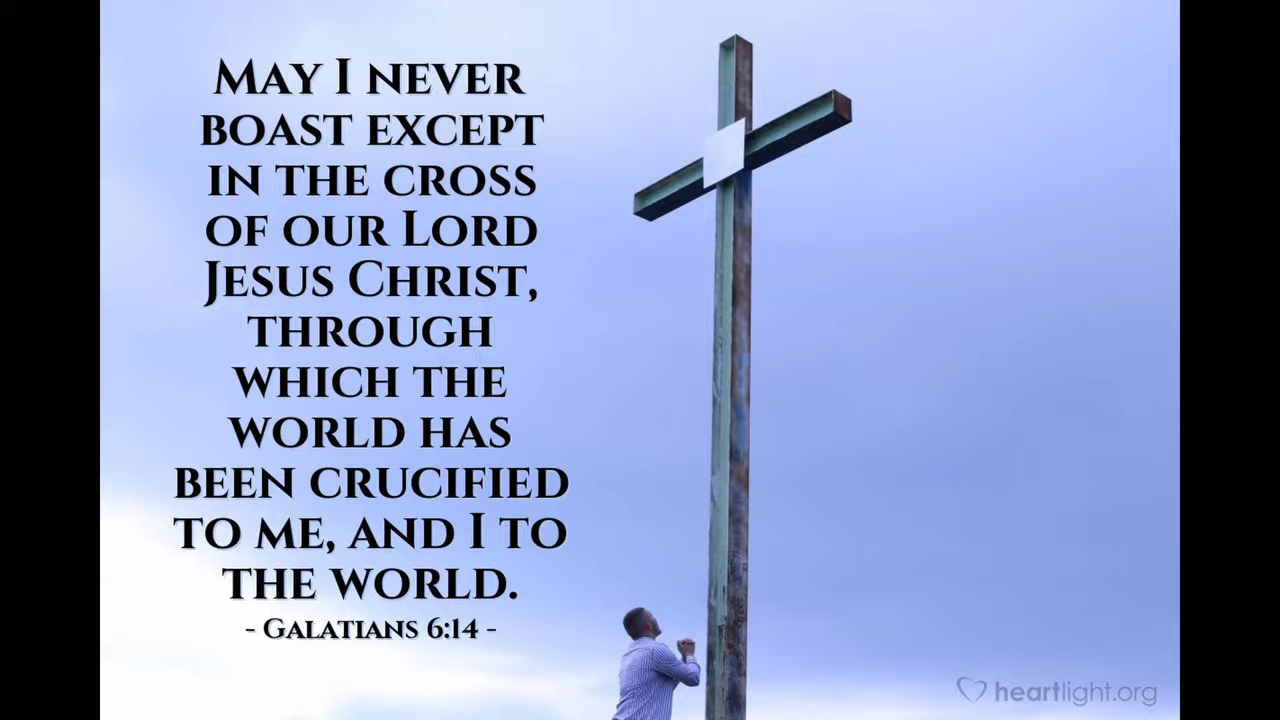 May I never
boast except
in the cross
of our Lord
Jesus Christ,
through
which the
world has
been crucified
to me, and I to
the world.
- Galatians 6:14 -
heartlight.org